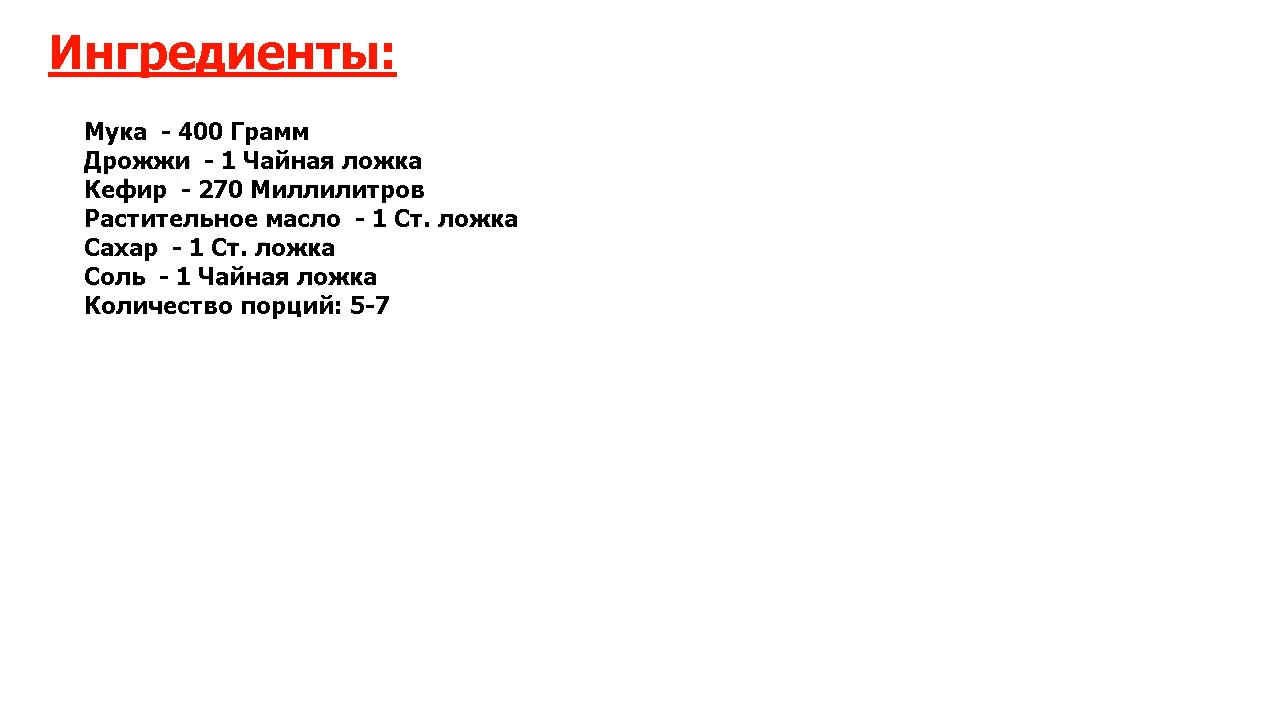 Ингредиенты:
Мука  - 400 Грамм
Дрожжи  - 1 Чайная ложка
Кефир  - 270 Миллилитров
Растительное масло  - 1 Ст. ложка
Сахар  - 1 Ст. ложка
Соль  - 1 Чайная ложка
Количество порций: 5-7